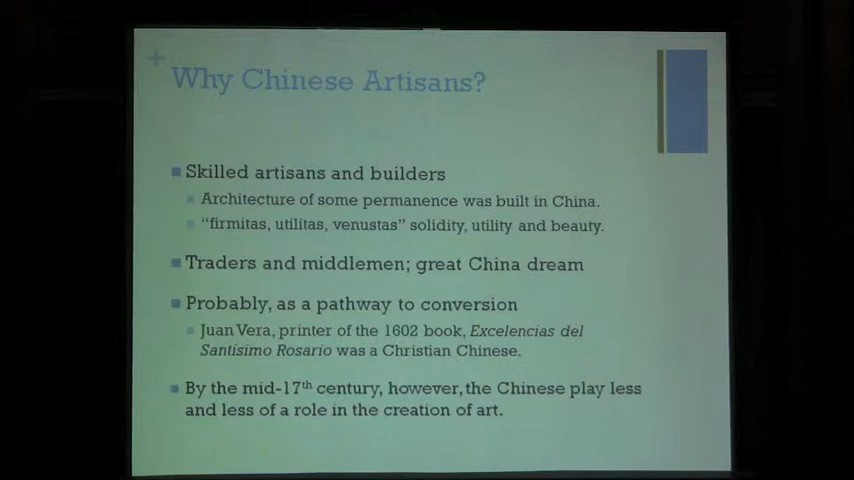 +
Why Chinese Artisans?
Skilled artisans and builders
Architecture of some permanence was built in China.
“firmitas, utilitas, venustas” solidity, utility and beauty.
Traders and middlemen; great China dream
Probably, as a pathway to conversion
Juan Vera, printer of the 1602 book, Excelencias del
Santisimo Rosario was a Christian Chinese.
By the mid-17th century, however, the Chinese play less
and less of a role in the creation of art.